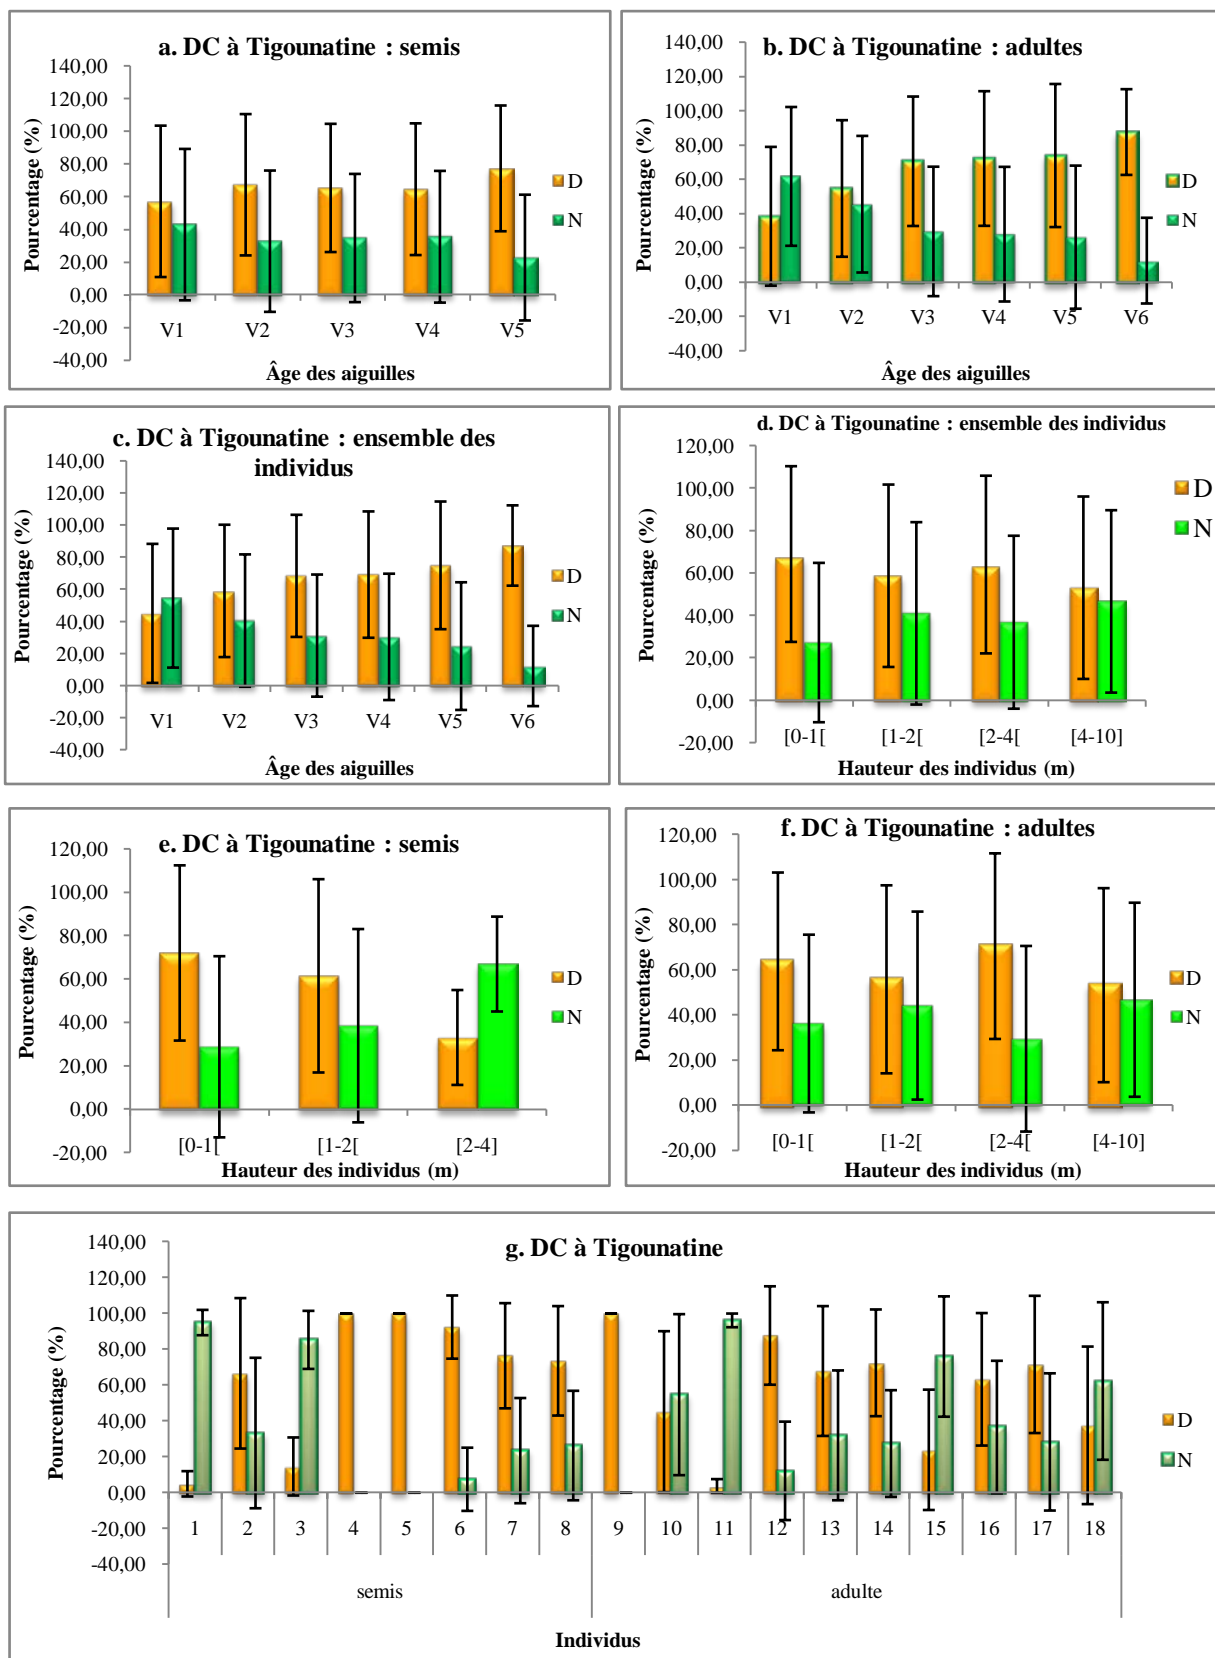 a. DC à Tigounatine : semis
140,00
120,00
100,00
80,00
60,00
40,00
20,00
0,00
-20,00
-40,00
Pourcentage (%)
V1 V2 V3 V4 V5
Âge des aiguilles
D
N
b. DC à Tigounatine : adultes
140,00
120,00
100,00
80,00
60,00
40,00
20,00
0,00
-20,00
-40,00
Pourcentage (%)
V1 V2 V3 V4 V5 V6
Âge des aiguilles
D
N
c. DC à Tigounatine : ensemble des
individus
140,00
120,00
100,00
80,00
60,00
40,00
20,00
0,00
-20,00
-40,00
Pourcentage (%)
V1 V2 V3 V4 V5 V6
Âge des aiguilles
D
N
d. DC à Tigounatine : ensemble des individus
120,00
100,00
80,00
60,00
40,00
20,00
0,00
-20,00
Pourcentage (%)
[0-1[ [1-2[ [2-4[ [4-10]
Hauteur des individus (m)
D
N
e. DC à Tigounatine : semis
120,00
100,00
80,00
60,00
40,00
20,00
0,00
-20,00
Pourcentage (%)
[0-1[ [1-2[ [2-4]
Hauteur des individus (m)
D
N
f. DC à Tigounatine : adultes
120,00
100,00
80,00
60,00
40,00
20,00
0,00
-20,00
Pourcentage (%)
[0-1[ [1-2[ [2-4[ [4-10]
Hauteur des individus (m)
D
N
g. DC à Tigounatine
140,00
120,00
100,00
80,00
60,00
40,00
20,00
0,00
-20,00
-40,00
Pourcentage (%)
1 2 3 4 5 6 7 8 9 10 11 12 13 14 15 16 17 18
semis adulte
Individus
D
N